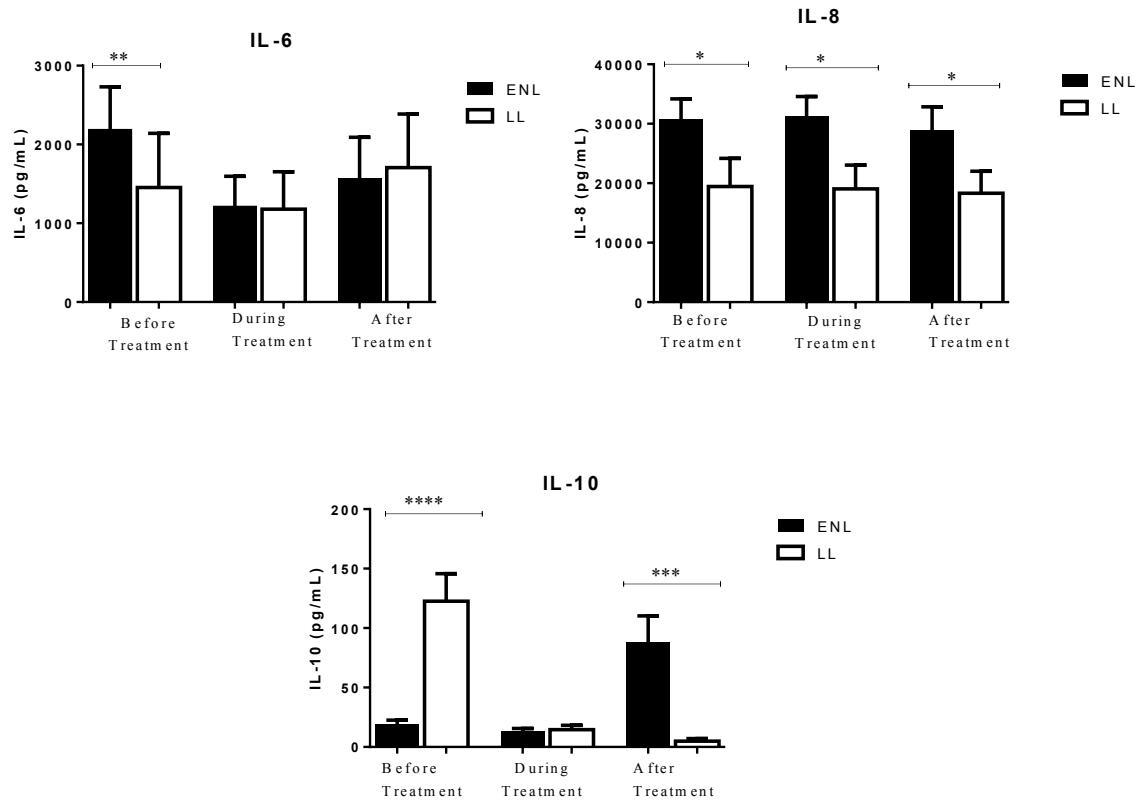 IL-6
**
3000
2000
1000
0
IL-6 (pg/mL)
ENL
LL
Before Treatment
During Treatment
After Treatment
IL-8
*
*
*
40000
30000
20000
10000
0
IL-8 (pg/mL)
ENL
LL
Before Treatment
During Treatment
After Treatment
IL-10
****
***
200
150
100
50
0
IL-10 (pg/mL)
ENL
LL
Before Treatment
During Treatment
After Treatment